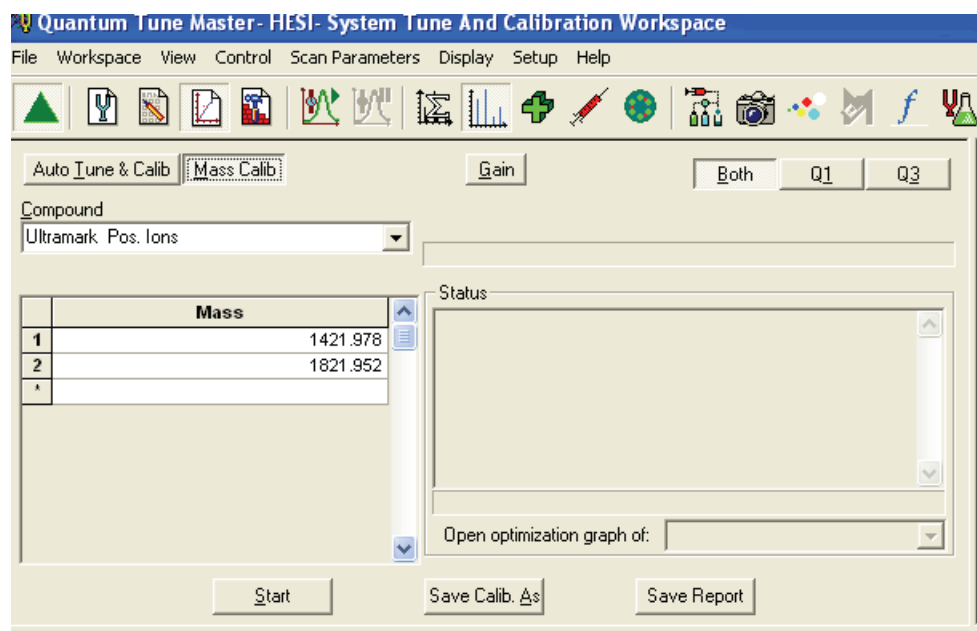 Quantum Tune Master- HESI- System Tune And Calibration Workspace
File Workspace View Control Scan Parameters Display Setup Help
Auto Tune & Calib Mass Calib Gain Both Q1 Q3
Compound
Ultramark Pos. Ions
Status
Mass
1 1421.978
2 1821.952
*
Open optimization graph of:
Start Save Calib. As Save Report